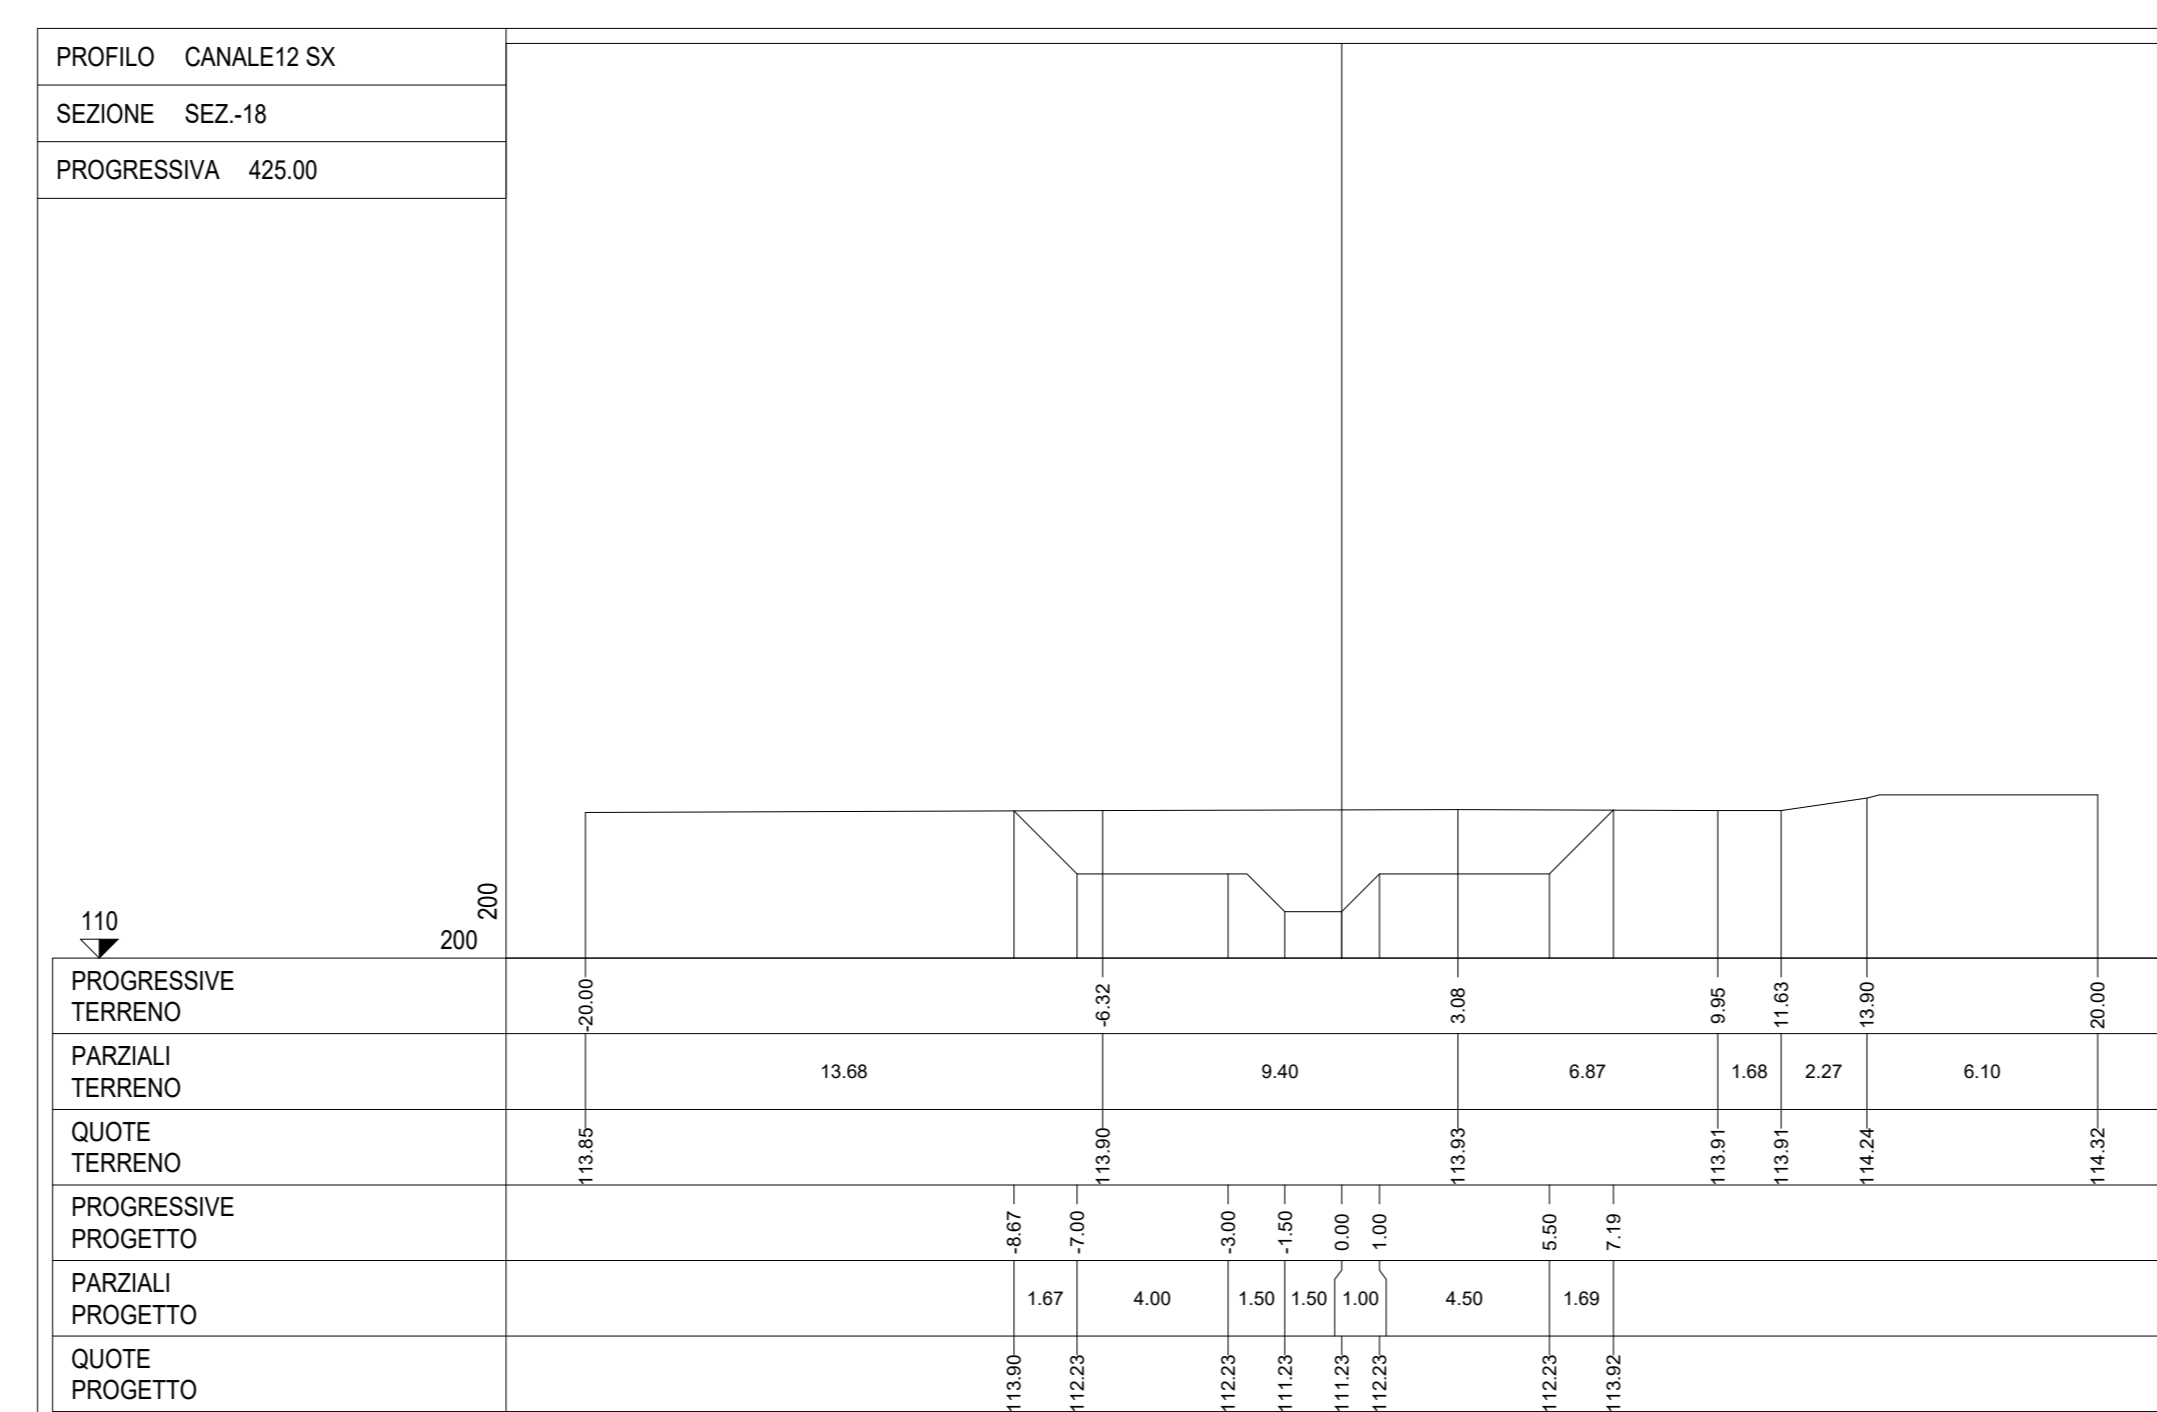 PROFILO CANALE12 SX
SEZIONE SEZ.-18
PROGRESSIVA 425.00
200
110
200
PROGRESSIVE
TERRENO
-20.00 -6.32 3.08 9.95 11.63 13.90 20.00
PARZIALI
TERRENO
13.68 9.40 6.87 1.68 2.27 6.10
QUOTE
TERRENO
113.85 113.90 113.93 113.91 113.91 114.24 114.32
PROGRESSIVE
PROGETTO
-8.67 -7.00 -3.00 -1.50 0.00 1.00 5.50 7.19
PARZIALI
PROGETTO
1.67 4.00 1.50 1.50 1.00 4.50 1.69
QUOTE
PROGETTO
113.90 112.23 112.23 111.23 111.23 112.23 112.23 113.92